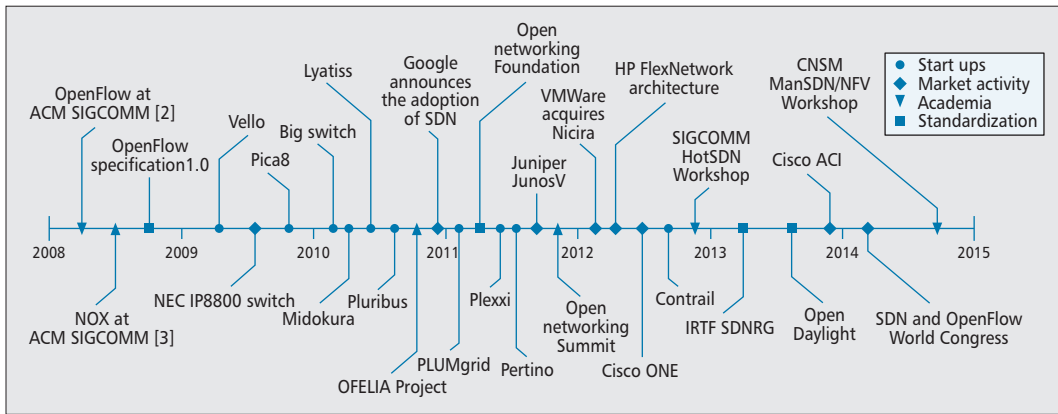 OpenFlow at
ACM SIGCOMM [2]
OpenFlow
specification1.0
Vello
Pica8
Big switch
Lyatiss
Google
announces
the adoption
of SDN
Open
networking
Foundation
Juniper
JunosV
VMWare
acquires
Nicira
HP FlexNetwork
architecture
SIGCOMM
HotSDN
Workshop
Cisco ACI
CNSM
ManSDN/NFV
Workshop
Start ups
Market activity
Academia
Standardization
2008
2009
2010
2011
2012
2013
2014
2015
NOX at
ACM SIGCOMM [3]
NEC IP8800 switch
Midokura
Pluribus
OFELIA Project
PLUMgrid
Plexxi
Pertino
Open
networking
Summit
Cisco ONE
Contrail
IRTF SDNRG
Open
Daylight
SDN and OpenFlow
World Congress